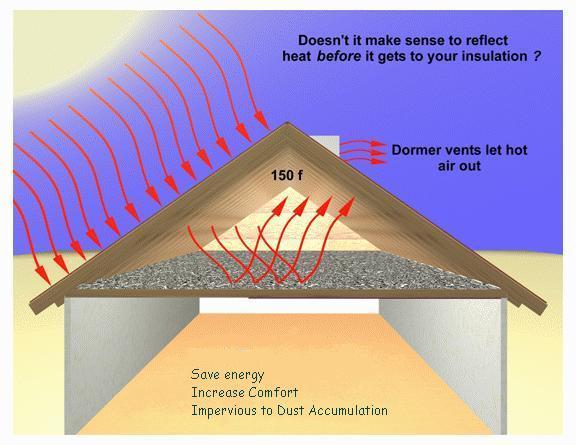 Doesn't it make sense to reflect
heat before it gets to your insulation ?
Dormer vents let hot
air out
150 f
Save energy
Increase Comfort
Impervious to Dust Accumulation